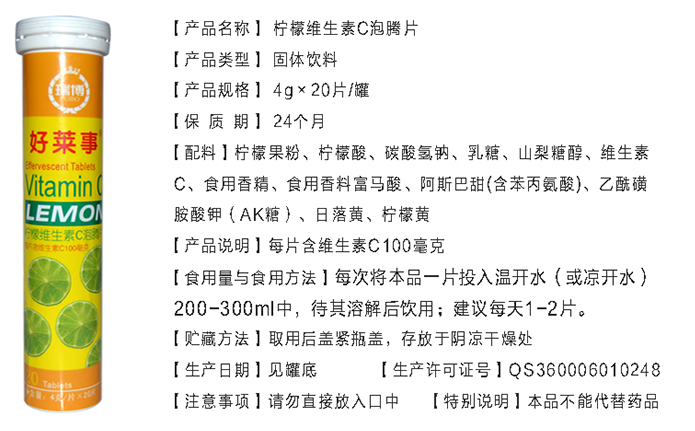 瑞博
好莱事
Effervescent Tablets
Vitamin C
LEMON
柠檬维生素C泡腾片
每片含维生素C100毫克
20 Tablets
4克/片×20片
【产品名称】柠檬维生素C泡腾片
【产品类型】固体饮料
【产品规格】4g×20片/罐
【保 质 期】24个月
【配料】柠檬果粉、柠檬酸、碳酸氢钠、乳糖、山梨糖醇、维生素
C、食用香精、食用香料富马酸、阿斯巴甜(含苯丙氨酸)、乙酰磺
胺酸钾（AK糖）、日落黄、柠檬黄
【产品说明】每片含维生素C100毫克
【食用量与食用方法】每次将本品一片投入温开水（或凉开水）
200-300ml中，待其溶解后饮用；建议每天1-2片。
【贮藏方法】取用后盖紧瓶盖，存放于阴凉干燥处
【生产日期】见罐底 【生产许可证号】QS360006010248
【注意事项】请勿直接放入口中 【特别说明】本品不能代替药品